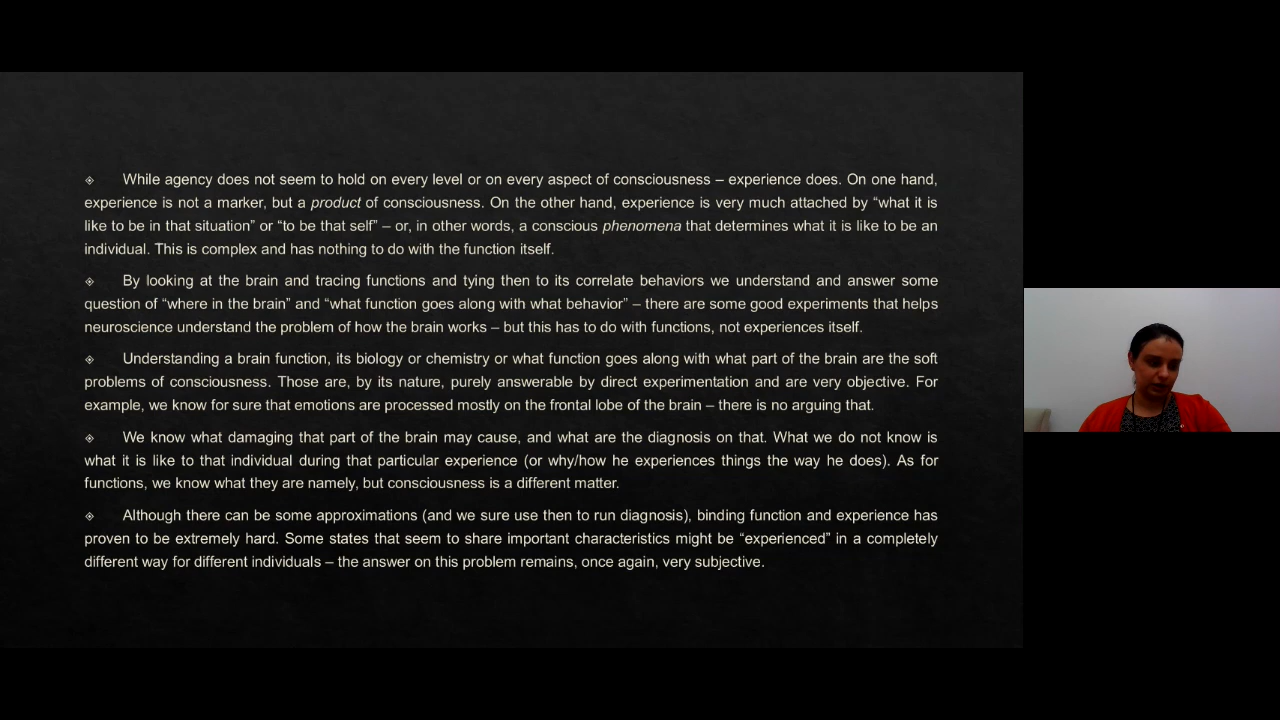 ◈ While agency does not seem to hold on every level or on every aspect of consciousness – experience does. On one hand,
experience is not a marker, but a product of consciousness. On the other hand, experience is very much attached by “what it is
like to be in that situation” or “to be that self” – or, in other words, a conscious phenomena that determines what it is like to be an
individual. This is complex and has nothing to do with the function itself.
◈ By looking at the brain and tracing functions and tying then to its correlate behaviors we understand and answer some
question of “where in the brain” and “what function goes along with what behavior” – there are some good experiments that helps
neuroscience understand the problem of how the brain works – but this has to do with functions, not experiences itself.
◈ Understanding a brain function, its biology or chemistry or what function goes along with what part of the brain are the soft
problems of consciousness. Those are, by its nature, purely answerable by direct experimentation and are very objective. For
example, we know for sure that emotions are processed mostly on the frontal lobe of the brain – there is no arguing that.
◈ We know what damaging that part of the brain may cause, and what are the diagnosis on that. What we do not know is
what it is like to that individual during that particular experience (or why/how he experiences things the way he does). As for
functions, we know what they are namely, but consciousness is a different matter.
◈ Although there can be some approximations (and we sure use then to run diagnosis), binding function and experience has
proven to be extremely hard. Some states that seem to share important characteristics might be “experienced” in a completely
different way for different individuals – the answer on this problem remains, once again, very subjective.